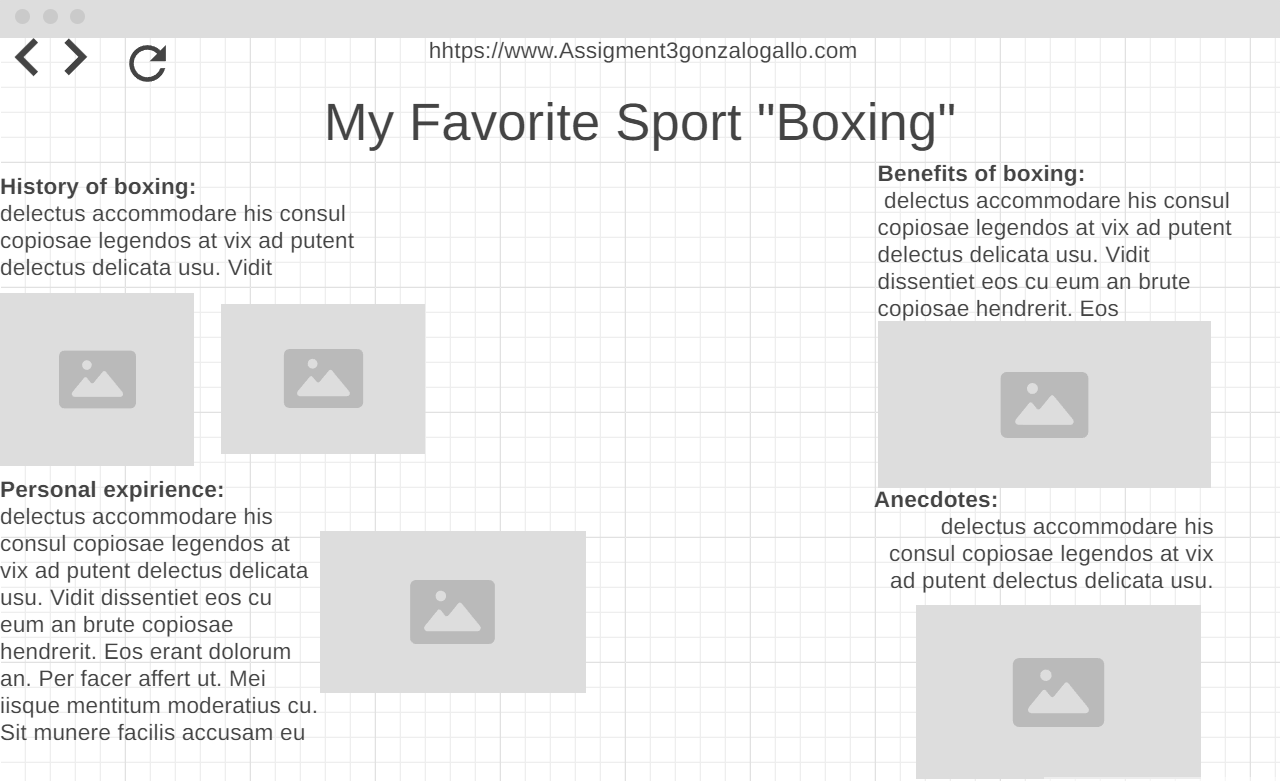 hhtps://www.Assigment3gonzalogallo.com
My Favorite Sport "Boxing"
History of boxing:
delectus accommodare his consul
copiosae legendos at vix ad putent
delectus delicata usu. Vidit
Personal expirience:
delectus accommodare his
consul copiosae legendos at
vix ad putent delectus delicata
usu. Vidit dissentiet eos cu
eum an brute copiosae
hendrerit. Eos erant dolorum
an. Per facer affert ut. Mei
iisque mentitum moderatius cu.
Sit munere facilis accusam eu
Benefits of boxing:
delectus accommodare his consul
copiosae legendos at vix ad putent
delectus delicata usu. Vidit
dissentiet eos cu eum an brute
copiosae hendrerit. Eos
Anecdotes:
delectus accommodare his
consul copiosae legendos at vix
ad putent delectus delicata usu.